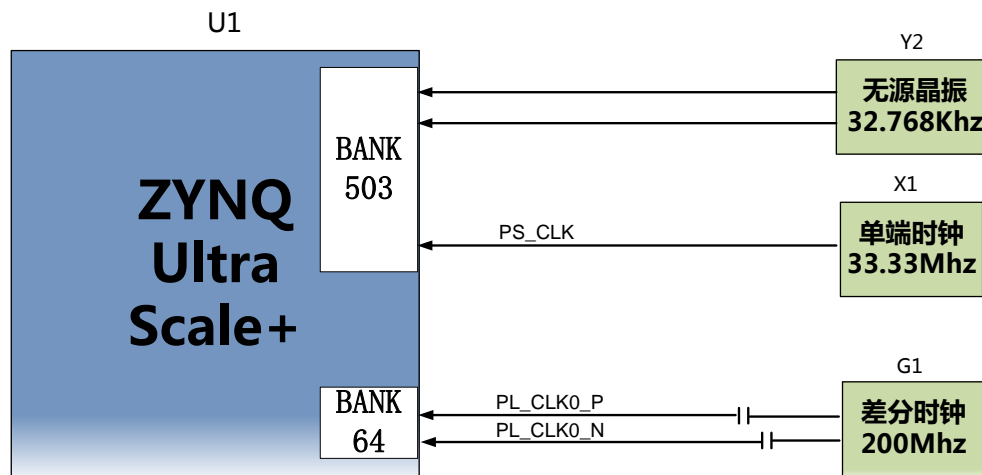 U1
Y2
无源晶振
32.768Khz
BANK
503
X1
ZYNQ
Ultra
Scale+
PS_CLK
单端时钟
33.33Mhz
G1
BANK
64
PL_CLK0_P
PL_CLK0_N
差分时钟
200Mhz